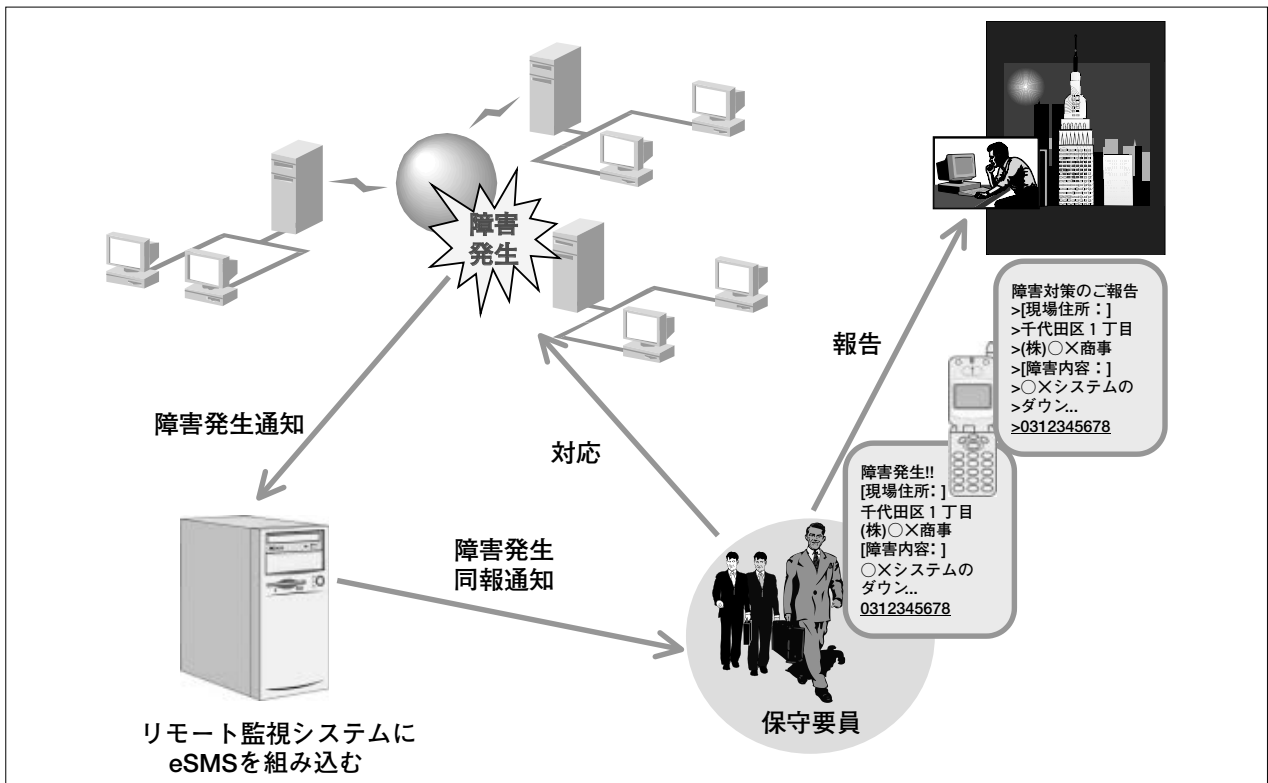 障害
発生
障害発生通知
対応
報告
障害対策のご報告
>[現場住所：]
>千代田区１丁目
>(株)○×商事
>[障害内容：]
>○×システムの
>ダウン...
>0312345678
障害発生!!
[現場住所：]
千代田区１丁目
(株)○×商事
[障害内容：]
○×システムの
ダウン...
0312345678
障害発生
同報通知
保守要員
リモート監視システムに
eSMSを組み込む